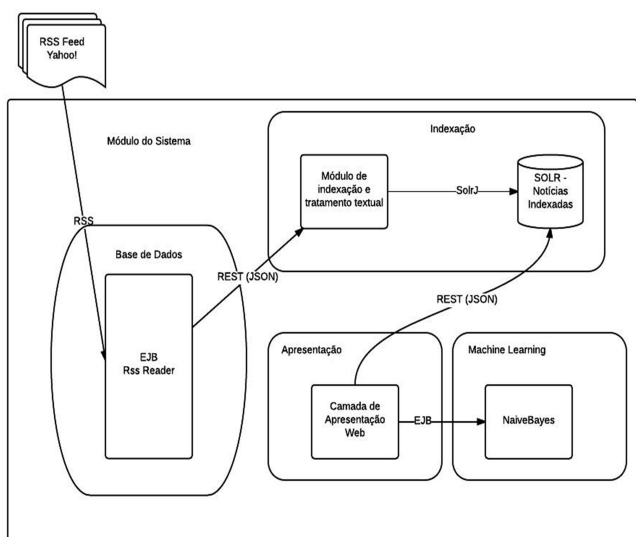 RSS Feed
Yahoo!
Módulo do Sistema
Indexação
Módulo de
indexação e
tratamento textual
SolrJ
SOLR -
Notícias
Indexadas
RSS
Base de Dados
REST (JSON)
EJB
Rss Reader
REST (JSON)
Apresentação
Machine Learning
Camada de
Apresentação
Web
EJB
NaiveBayes